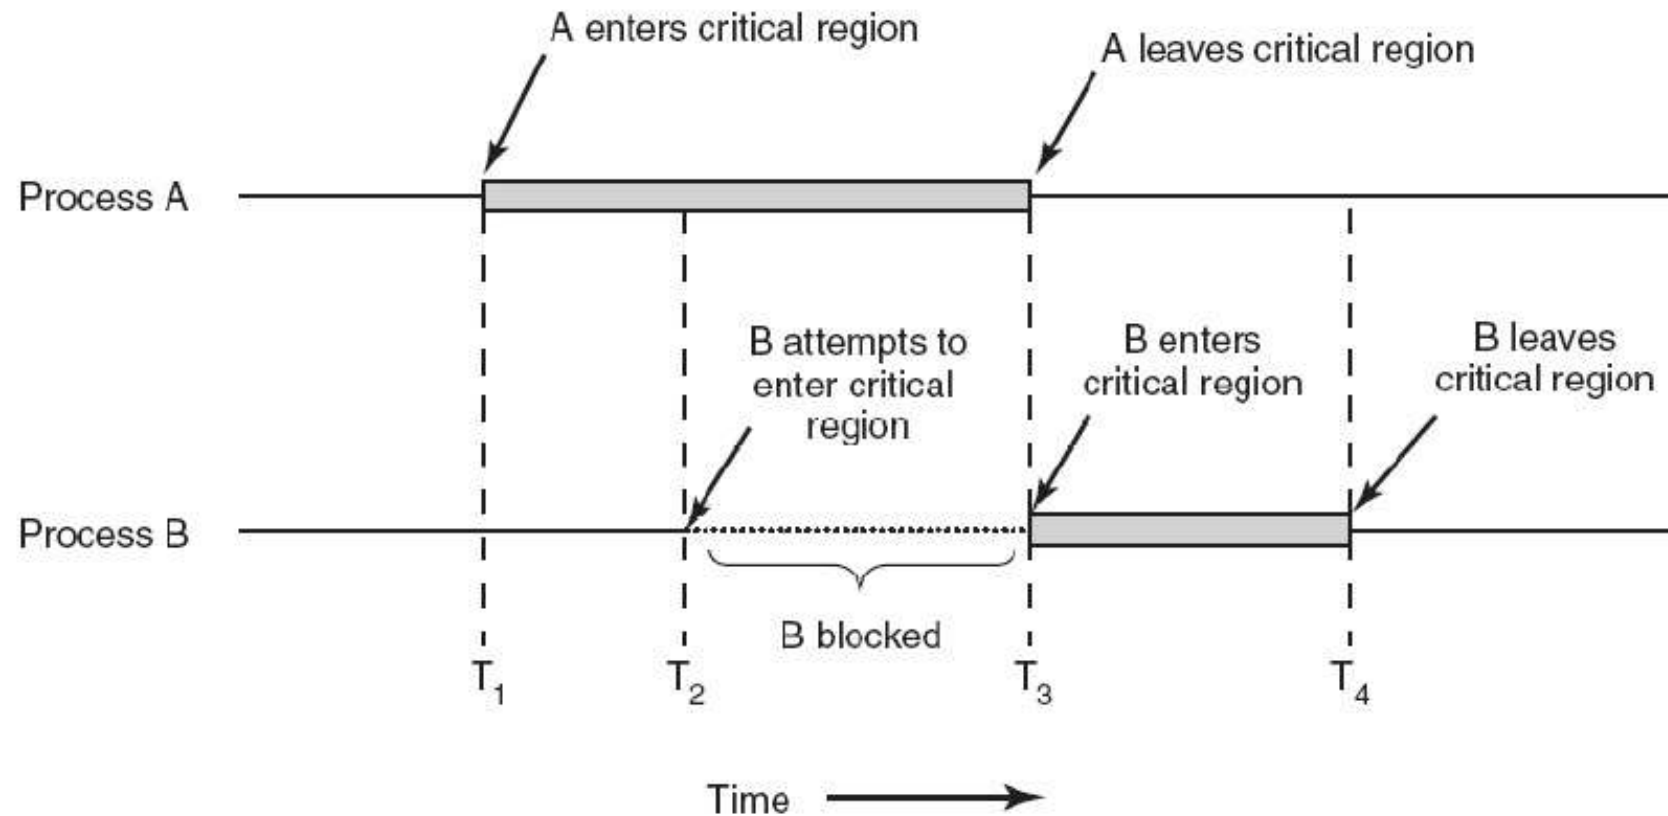 A enters critical region
A leaves critical region
Process A
B attempts to
enter critical
region
B enters
critical region
B leaves
critical region
Process B
B blocked
T1
T2
T3
T4
Time